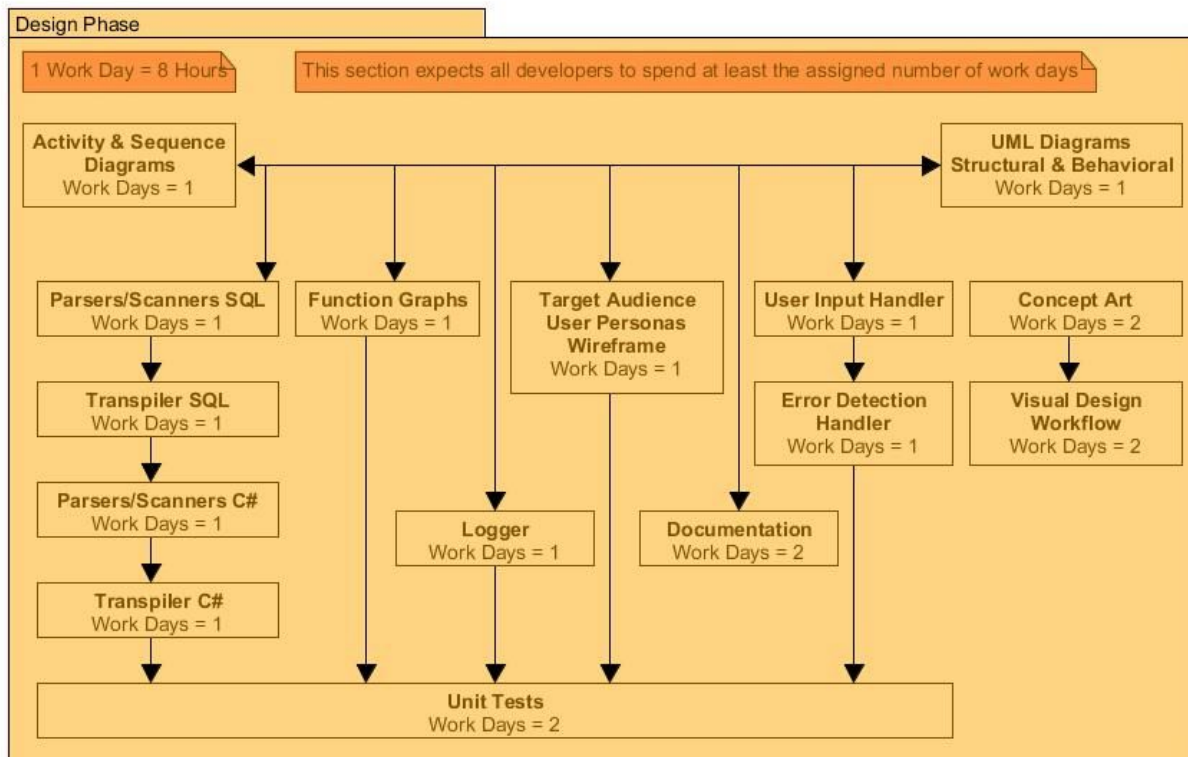 Design Phase
1 Work Day = 8 Hours
This section expects all developers to spend at least the assigned number of work days
Activity & Sequence
Diagrams
Work Days = 1
UML Diagrams
Structural & Behavioral
Work Days = 1
Parsers/Scanners SQL
Work Days = 1
Function Graphs
Work Days = 1
Target Audience
User Personas
Wireframe
Work Days = 1
User Input Handler
Work Days = 1
Concept Art
Work Days = 2
Transpiler SQL
Work Days = 1
Error Detection
Handler
Work Days = 1
Visual Design
Workflow
Work Days = 2
Parsers/Scanners C#
Work Days = 1
Logger
Work Days = 1
Documentation
Work Days = 2
Transpiler C#
Work Days = 1
Unit Tests
Work Days = 2